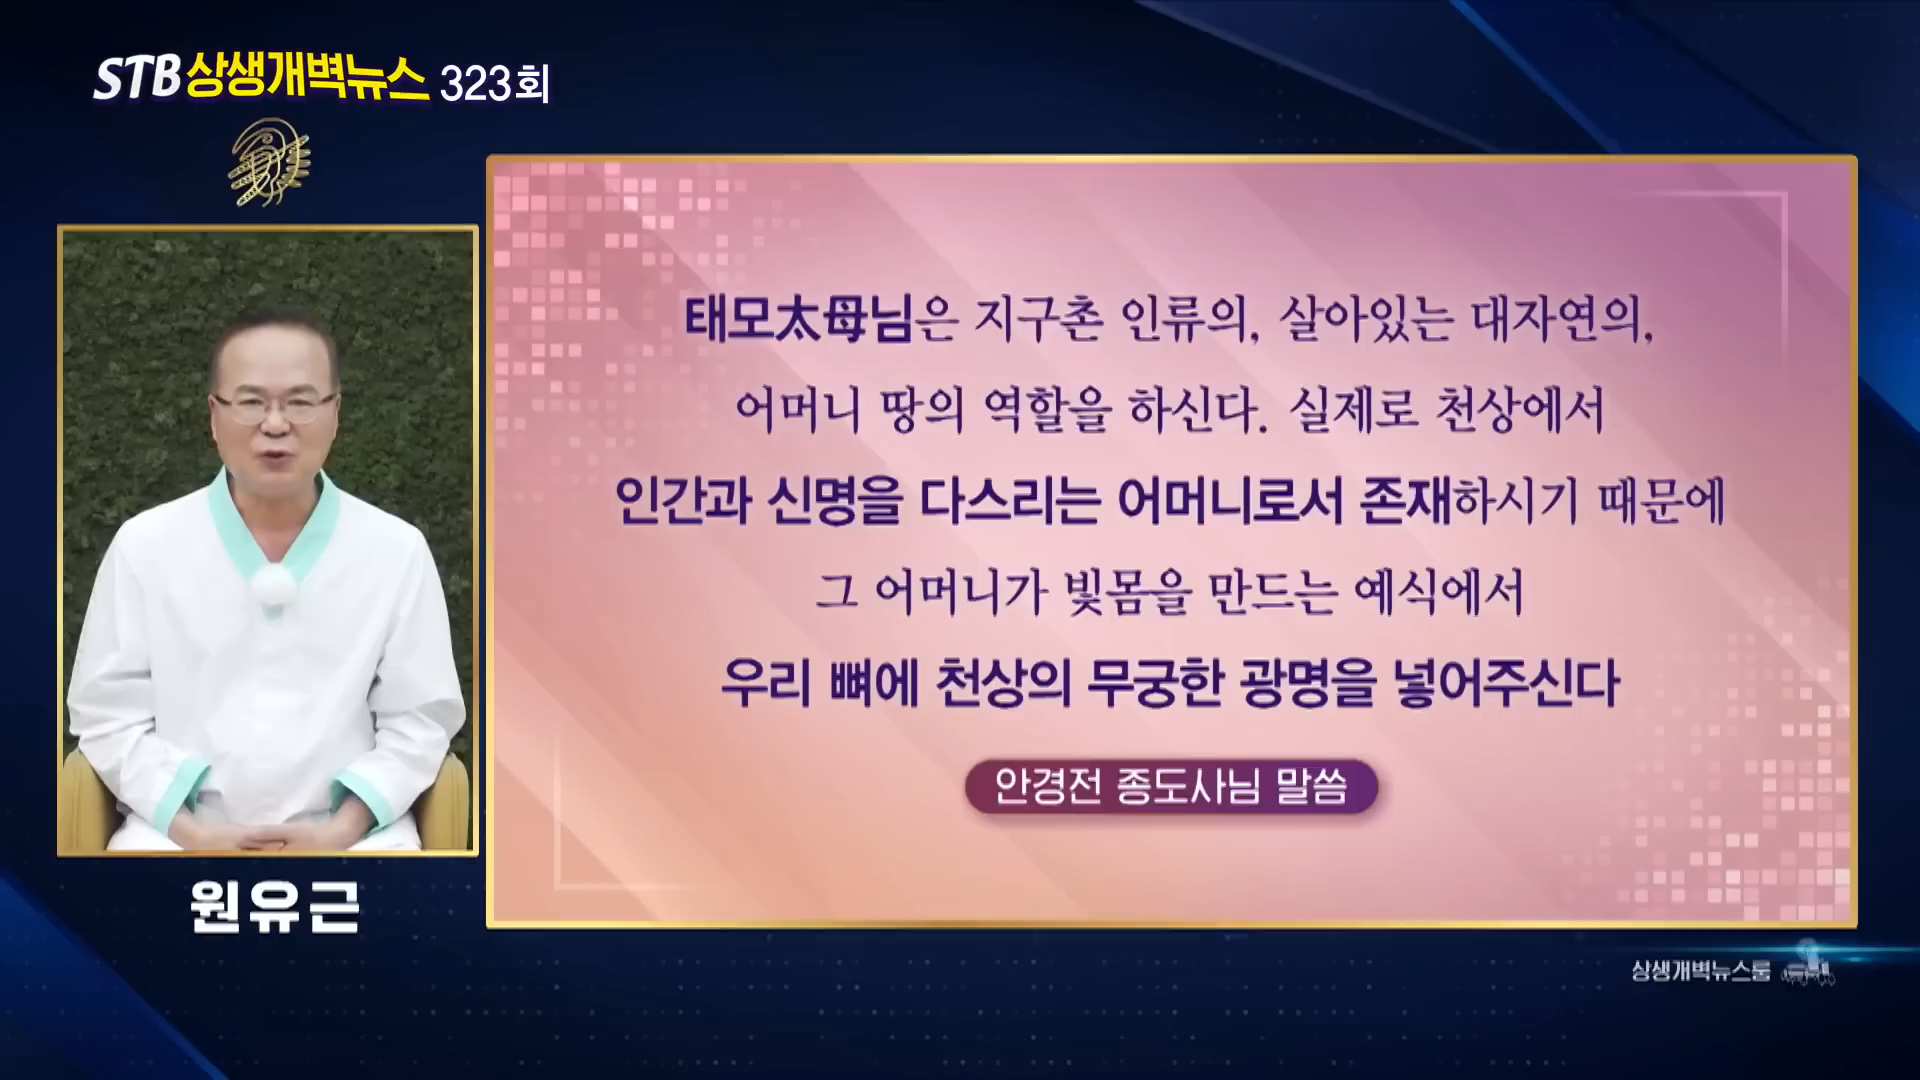 STB상생개벽뉴스 323회
태모太母님은 지구촌 인류의, 살아있는 대자연의,
어머니 땅의 역할을 하신다. 실제로 천상에서
인간과 신명을 다스리는 어머니로서 존재하시기 때문에
그 어머니가 빛몸을 만드는 예식에서
우리 뼈에 천상의 무궁한 광명을 넣어주신다
안경전 종도사님 말씀
원유근
상생개벽뉴스룸